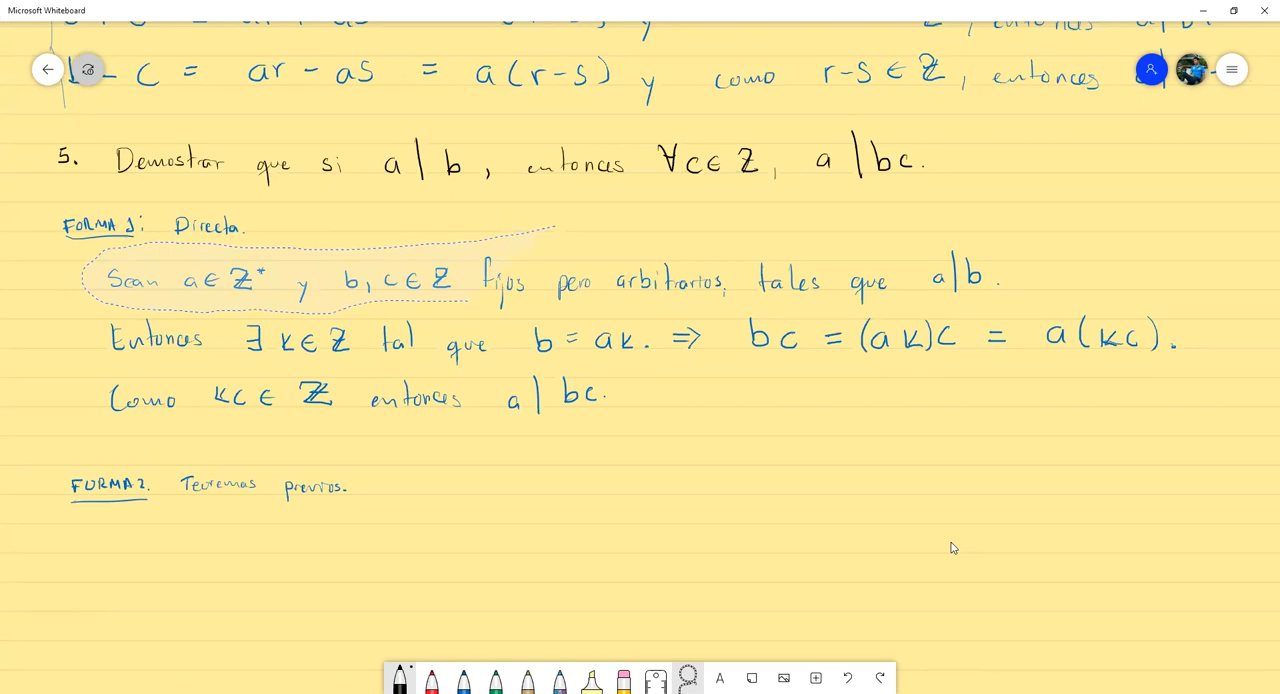 Microsoft Whiteboard
- c = ar - as = a(r-s) y como r-s ∈ ℤ, entonces
5. Demostrar que si a | b, entonces ∀c∈ ℤ, a | bc.
FORMA 1: Directa.
Sean a ∈ ℤ* y b, c ∈ ℤ fijos pero arbitrarios, tales que a|b.
Entonces ∃ k∈ ℤ tal que b = ak. ⇒ bc = (ak)c = a(kc).
Como kc ∈ ℤ entonces a | bc.
FORMA 2. Teoremas previos.
A